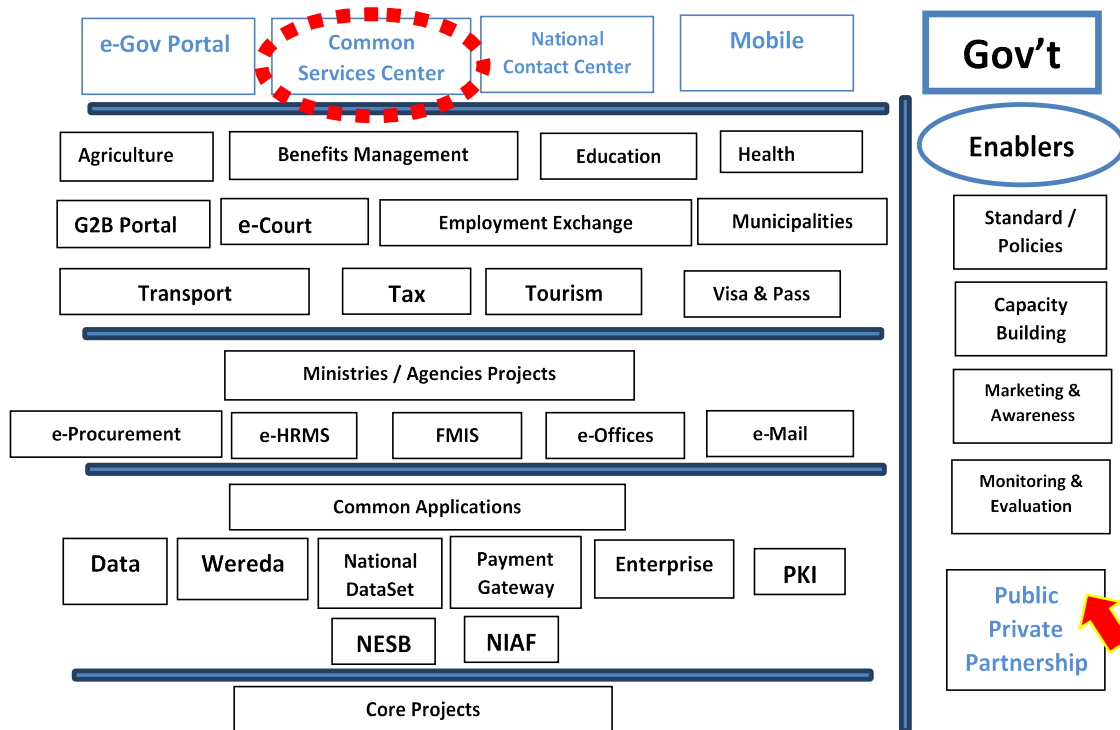 e-Gov Portal
Common
Services Center
National
Contact Center
Mobile
Gov't
Agriculture
Benefits Management
Education
Health
Enablers
G2B Portal
e-Court
Employment Exchange
Municipalities
Standard /
Policies
Transport
Tax
Tourism
Visa & Pass
Capacity
Building
Ministries / Agencies Projects
Marketing &
Awareness
e-Procurement
e-HRMS
FMIS
e-Offices
e-Mail
Common Applications
Monitoring &
Evaluation
Data
Wereda
National
DataSet
Payment
Gateway
Enterprise
PKI
NESB
NIAF
Public
Private
Partnership
Core Projects